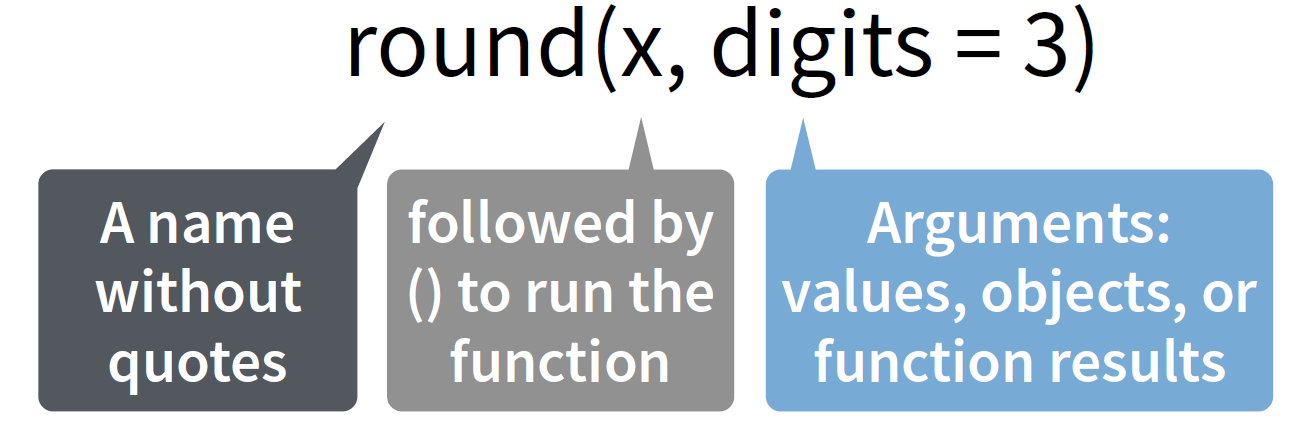 round(x, digits = 3)
A name
without
quotes
followed by
() to run the
function
Arguments:
values, objects, or
function results